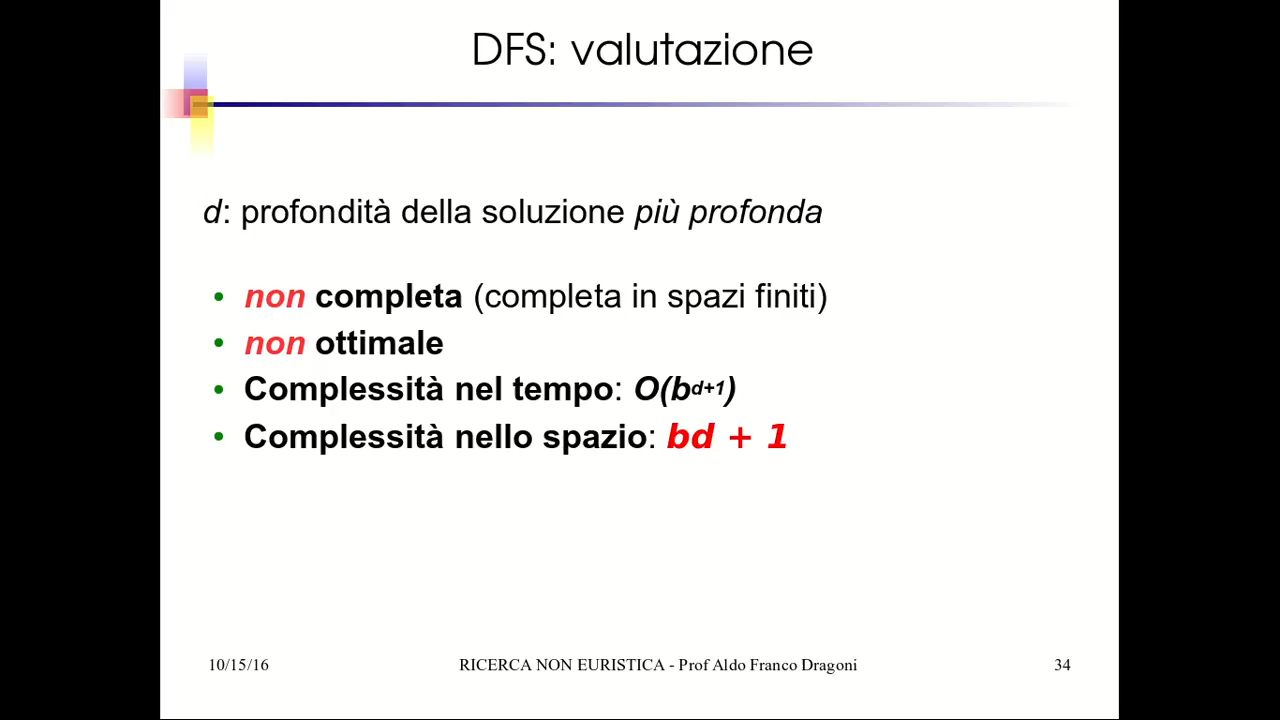 DFS: valutazione
d: profondità della soluzione più profonda
• non completa (completa in spazi finiti)
• non ottimale
• Complessità nel tempo: O(b^{d+1})
• Complessità nello spazio: bd + 1
10/15/16 RICERCA NON EURISTICA - Prof Aldo Franco Dragoni 34